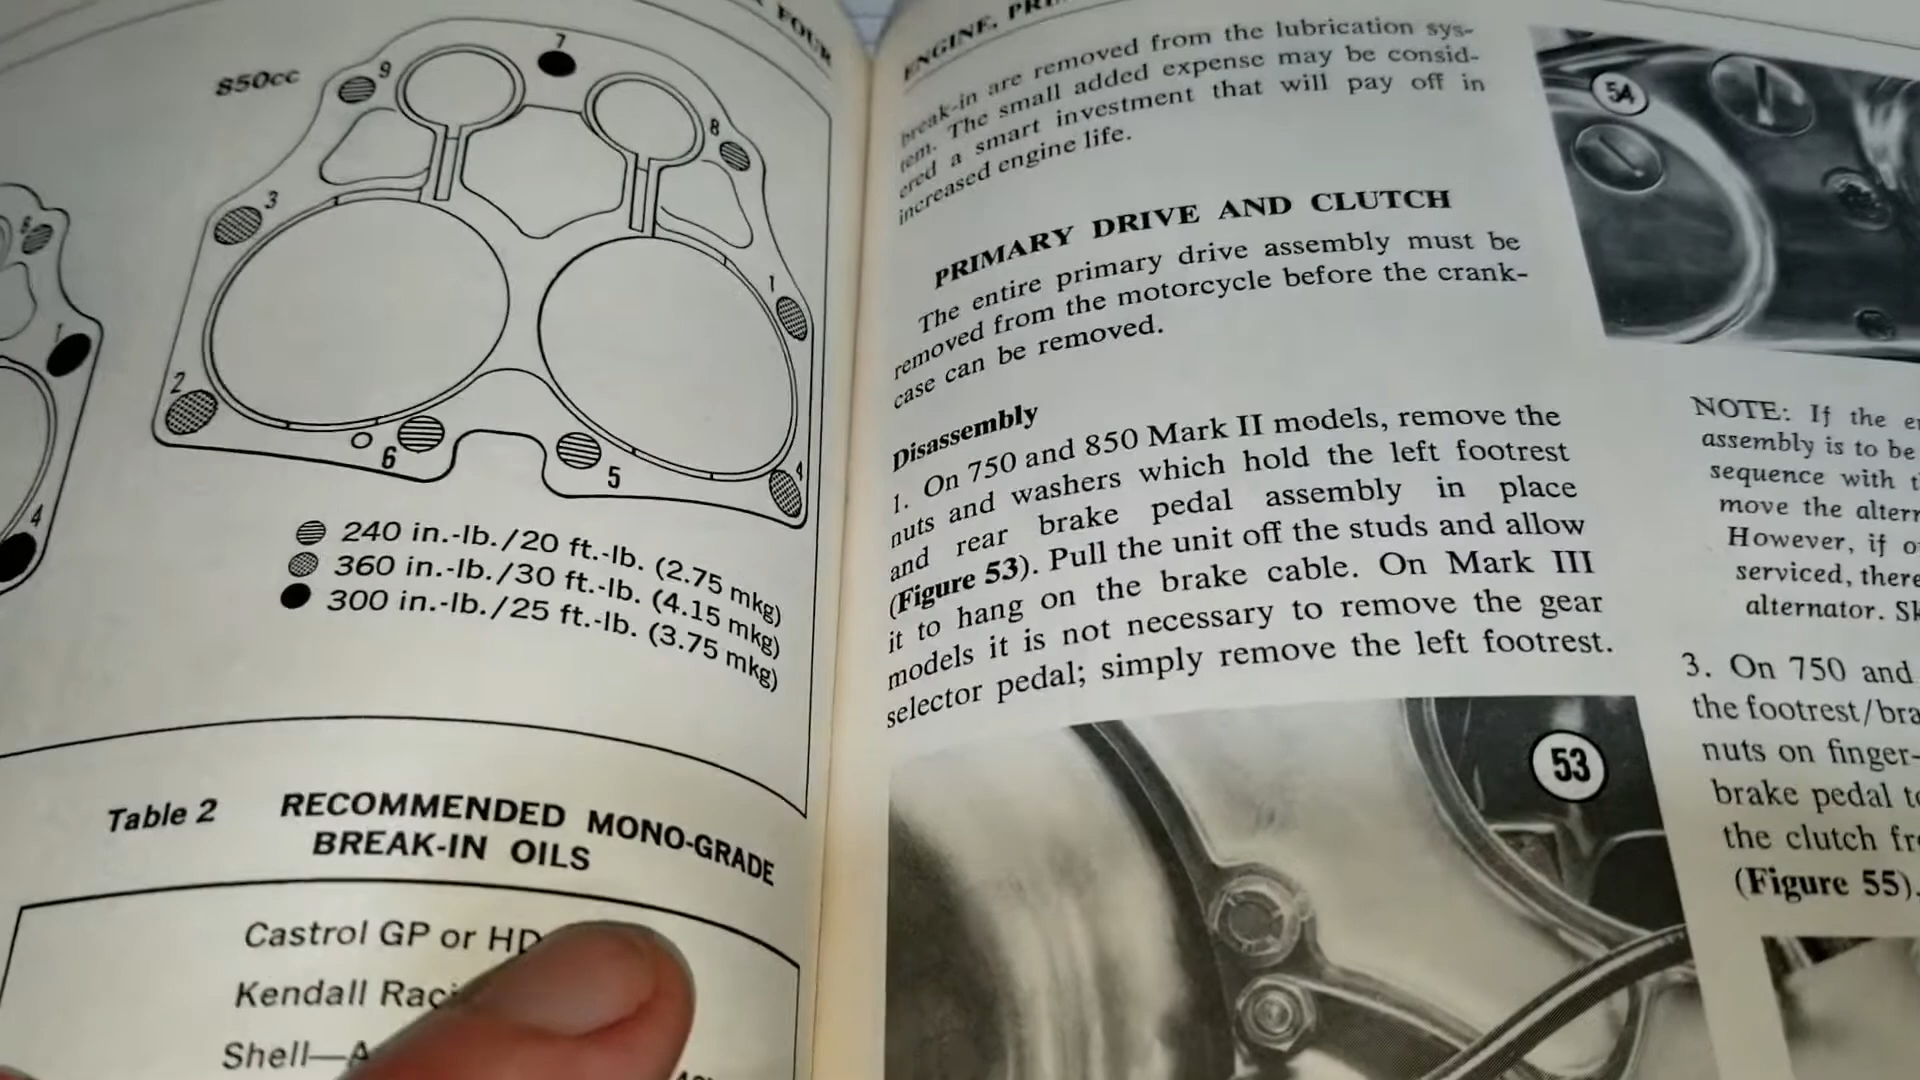 FOUR
850cc
9
7
8
3
1
2
6
5
4
8
1
4
240 in.-lb./20 ft.-lb. (2.75 mkg)
360 in.-lb./30 ft.-lb. (4.15 mkg)
300 in.-lb./25 ft.-lb. (3.75 mkg)
Table 2 RECOMMENDED MONO-GRADE
BREAK-IN OILS
Castrol GP or HD
Kendall
Shell—
ENGINE,
break-in are removed from the lubrication sys-
tem. The small added expense may be consid-
ered a smart investment that will pay off in
increased engine life.
PRIMARY DRIVE AND CLUTCH
The entire primary drive assembly must be
removed from the motorcycle before the crank-
case can be removed.
Disassembly
1. On 750 and 850 Mark II models, remove the
nuts and washers which hold the left footrest
and rear brake pedal assembly in place
(Figure 53). Pull the unit off the studs and allow
it to hang on the brake cable. On Mark III
models it is not necessary to remove the gear
selector pedal; simply remove the left footrest.
53
54
NOTE: If the
assembly is to be
sequence with
move the
However, if
serviced,
alternator.
3. On 750 and
the footrest/
nuts on finger-
brake pedal
the clutch
(Figure 55).